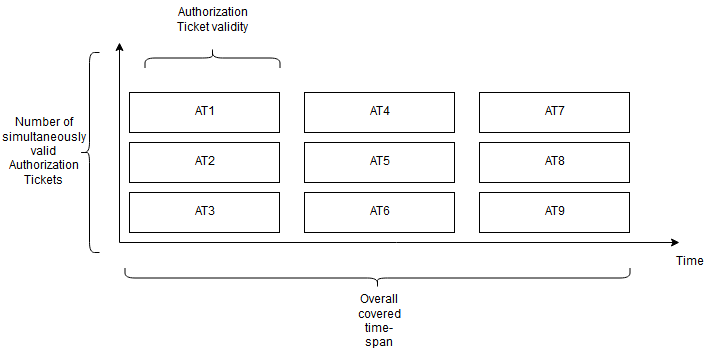 Authorization
Ticket validity
Number of
simultaneously
valid
Authorization
Tickets
AT1
AT4
AT7
AT2
AT5
AT8
AT3
AT6
AT9
Time
Overall
covered
time-
span